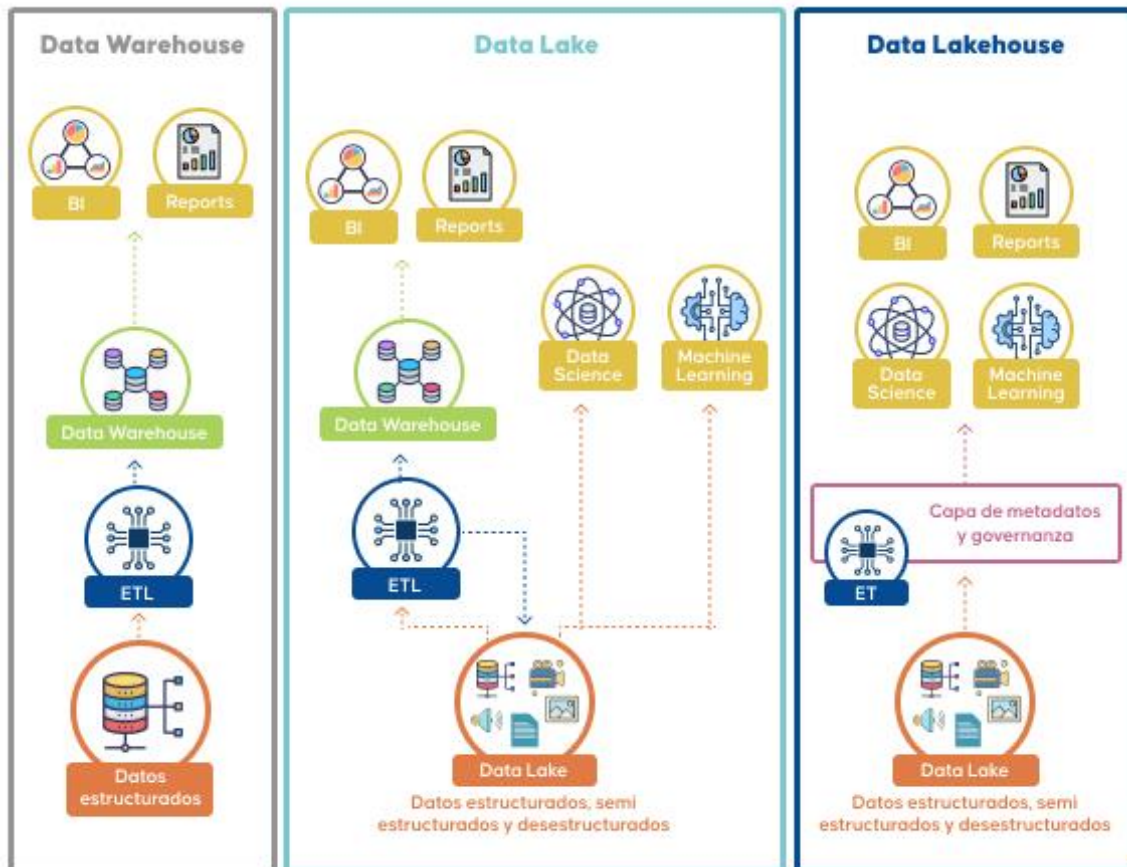 Data Warehouse
BI
Reports
Data Warehouse
ETL
Datos
estructurados
Data Lake
BI
Reports
Data
Science
Machine
Learning
Data Warehouse
ETL
Data Lake
Datos estructurados, semi
estructurados y desestructurados
Data Lakehouse
BI
Reports
Data
Science
Machine
Learning
Capa de metadatos
y governanza
ET
Data Lake
Datos estructurados, semi
estructurados y desestructurados